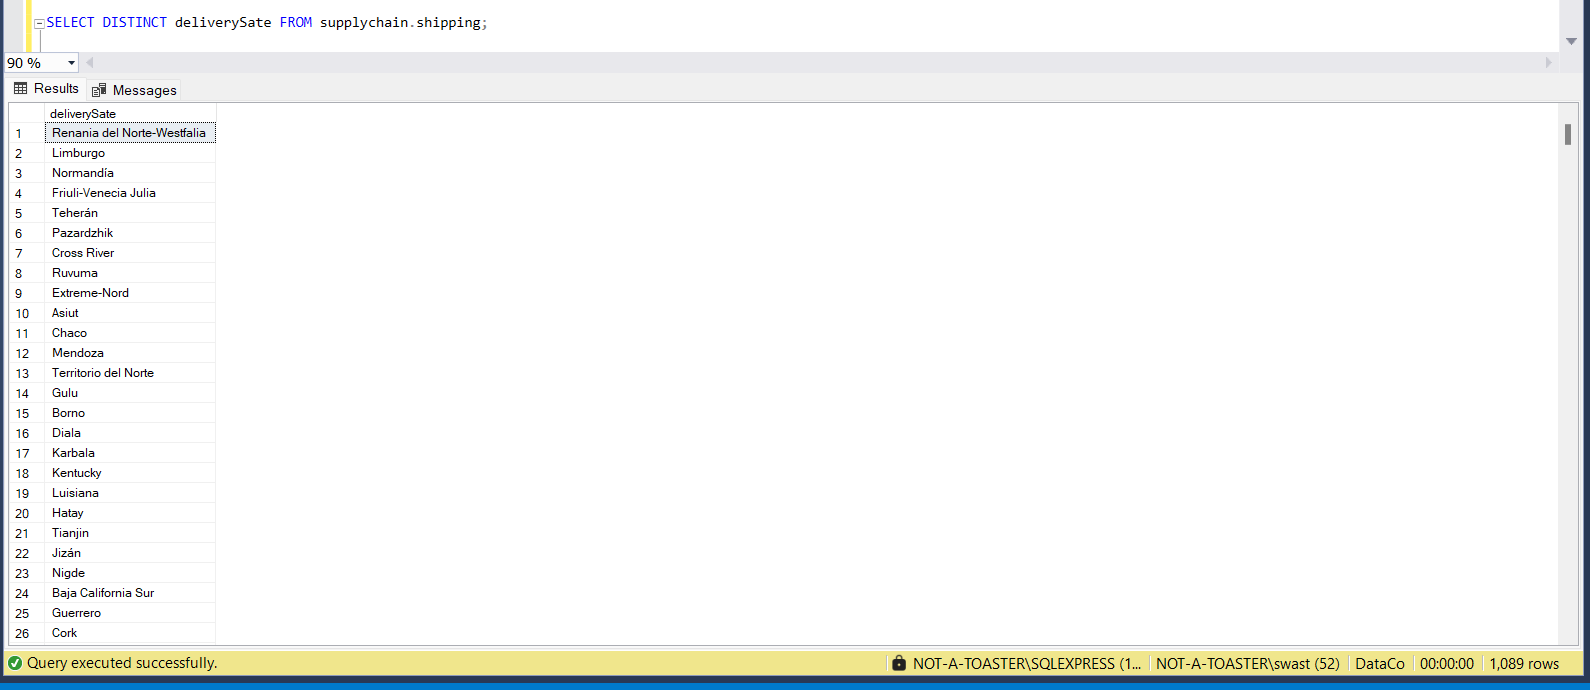 SELECT DISTINCT deliverySate FROM supplychain.shipping;
90 %
Results Messages
deliverySate
1 Renania del Norte-Westfalia
2 Limburgo
3 Normandía
4 Friuli-Venecia Julia
5 Teherán
6 Pazardzhik
7 Cross River
8 Ruvuma
9 Extreme-Nord
10 Asiut
11 Chaco
12 Mendoza
13 Territorio del Norte
14 Gulu
15 Borno
16 Diala
17 Karbala
18 Kentucky
19 Luisiana
20 Hatay
21 Tianjin
22 Jizán
23 Nigde
24 Baja California Sur
25 Guerrero
26 Cork
Query executed successfully. NOT-A-TOASTER\SQLEXPRESS (1... NOT-A-TOASTER\swast (52) DataCo 00:00:00 1,089 rows